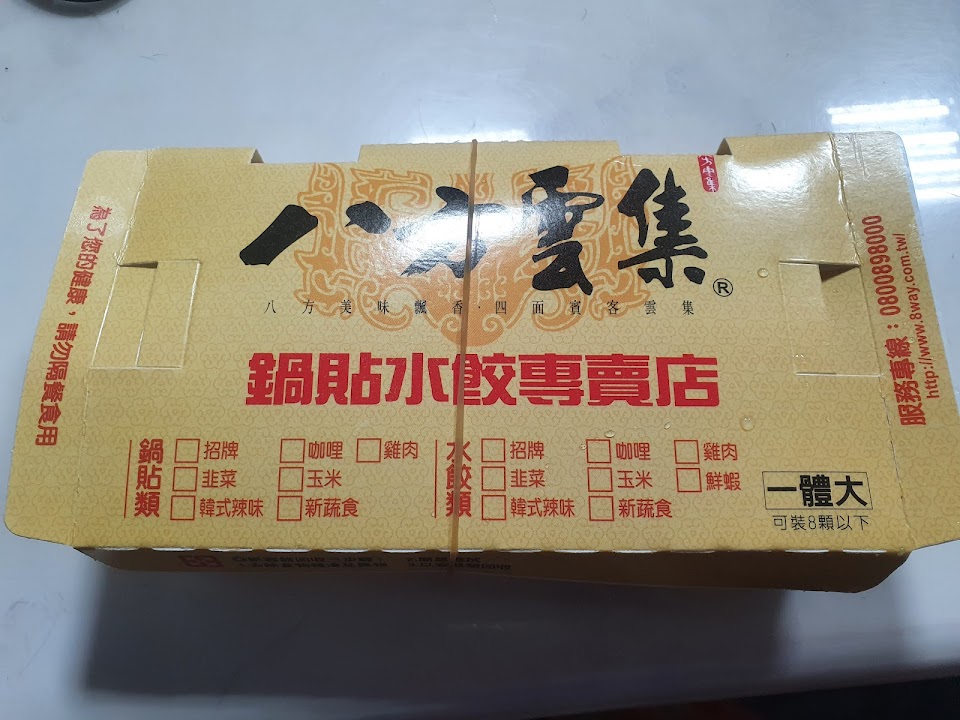 八方雲集®
八方美味飄香·四面賓客雲集
鍋貼水餃專賣店
鍋貼類
招牌 咖哩 雞肉
韭菜 玉米
韓式辣味 新蔬食
水餃類
招牌 咖哩 雞肉
韭菜 玉米 鮮蝦
韓式辣味 新蔬食
一體大
可裝8顆以下
為了您的健康，請勿隔餐食用
服務專線：0800898000
http://www.8way.com.tw/